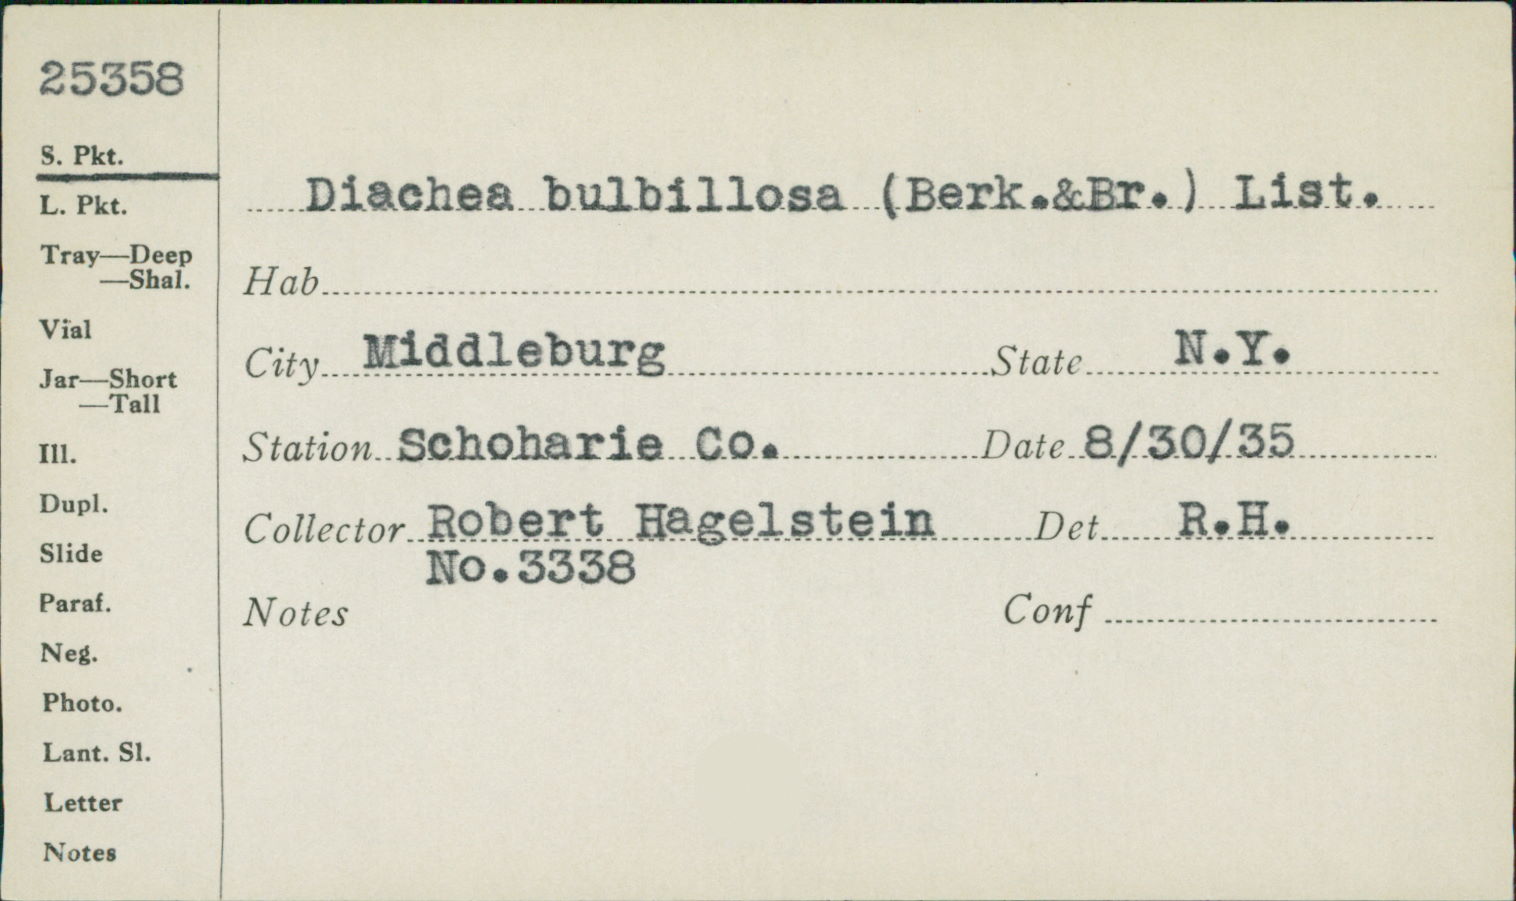 25358
S. Pkt.
L. Pkt.
Tray—Deep
—Shal.
Vial
Jar—Short
—Tall
Ill.
Dupl.
Slide
Paraf.
Neg.
Photo.
Lant. Sl.
Letter
Notes
Diachea bulbillosa (Berk.&Br.) List.
Hab
City Middleburg State N.Y.
Station Schoharie Co. Date 8/30/35
Collector Robert Hagelstein Det R.H.
No.3338
Notes Conf